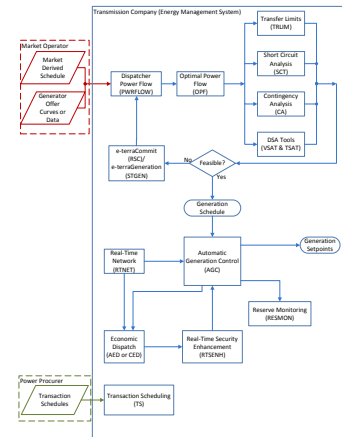 Transmission Company (Energy Management System)
Market Operator
Market
Derived
Schedule
Generator
Offer
Curves or
Data
Dispatcher
Power Flow
(PWRFLOW)
Optimal Power
Flow
(OPF)
Transfer Limits
(TRLIM)
Short Circuit
Analysis
(SCT)
Contingency
Analysis
(CA)
DSA Tools
(VSAT & TSAT)
e-terraCommit
(RSC)/
e-terraGeneration
(STGEN)
No
Feasible?
Yes
Generation
Schedule
Real-Time
Network
(RTNET)
Automatic
Generation Control
(AGC)
Generation
Setpoints
Reserve Monitoring
(RESMON)
Economic
Dispatch
(AED or CED)
Real-Time Security
Enhancement
(RTSENH)
Power Procurer
Transaction
Schedules
Transaction Scheduling
(TS)